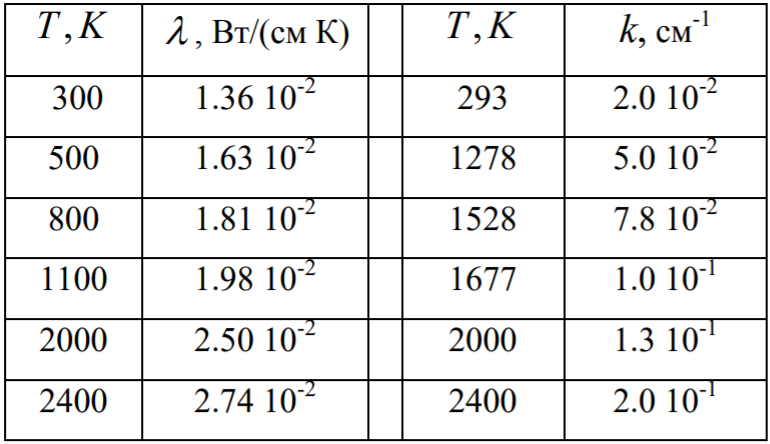 T, K λ, Вт/(см К) T, K k, см⁻¹
300 1.36 10⁻² 293 2.0 10⁻²
500 1.63 10⁻² 1278 5.0 10⁻²
800 1.81 10⁻² 1528 7.8 10⁻²
1100 1.98 10⁻² 1677 1.0 10⁻¹
2000 2.50 10⁻² 2000 1.3 10⁻¹
2400 2.74 10⁻² 2400 2.0 10⁻¹